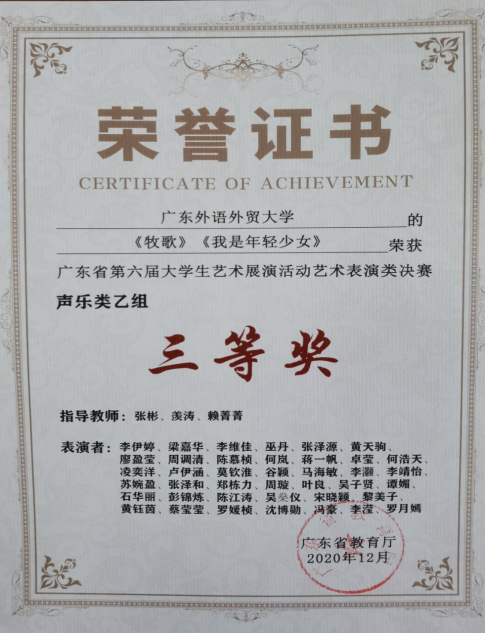 荣誉证书
CERTIFICATE OF ACHIEVEMENT
广东外语外贸大学的
《牧歌》《我是年轻少女》荣获
广东省第六届大学生艺术展演活动艺术表演类决赛
声乐类乙组
三等奖
指导教师：张彬、羡涛、赖菁菁
表演者：李伊婷、梁嘉华、李维佳、巫丹、张泽源、黄天驹、
廖盈莹、周调清、陈慕桢、何岚、蒋一帆、卓莹、何浩天、
凌奕洋、卢伊涵、莫钦淮、谷颖、马海敏、李灏、李靖怡、
苏婉盈、张泽和、郑栋力、周璇、叶良、吴子贤、谭媚、
石华丽、彭锦炼、陈江涛、吴燊仪、宋晓颖、黎美子、
黄钰茵、蔡莹莹、罗媛桢、沈博勋、冯豪、李滢、罗月嫦
广东省教育厅
2020年12月